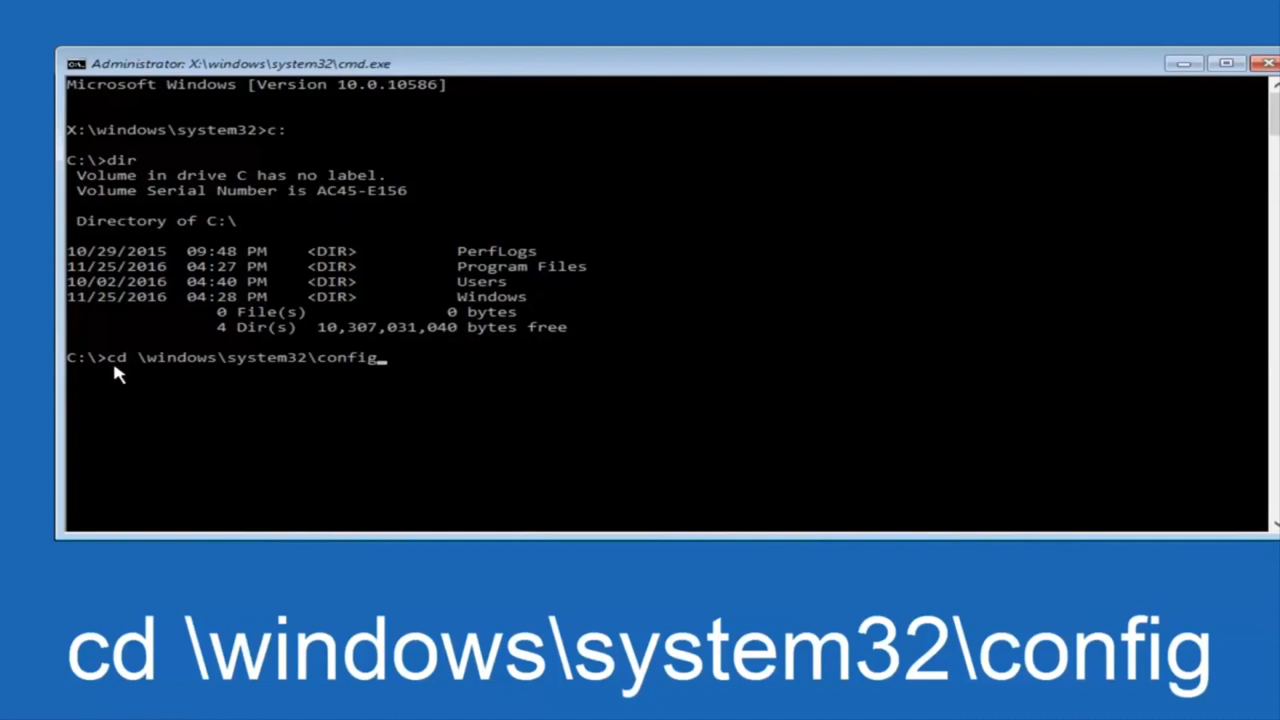 Administrator: X:\windows\system32\cmd.exe
Microsoft Windows [Version 10.0.10586]
X:\windows\system32>c:
C:\>dir
Volume in drive C has no label.
Volume Serial Number is AC45-E156
Directory of C:\
10/29/2015 09:48 PM <DIR> PerfLogs
11/25/2016 04:27 PM <DIR> Program Files
10/02/2016 04:40 PM <DIR> Users
11/25/2016 04:28 PM <DIR> Windows
0 File(s) 0 bytes
4 Dir(s) 10,307,031,040 bytes free
C:\>cd \windows\system32\config_
cd \windows\system32\config